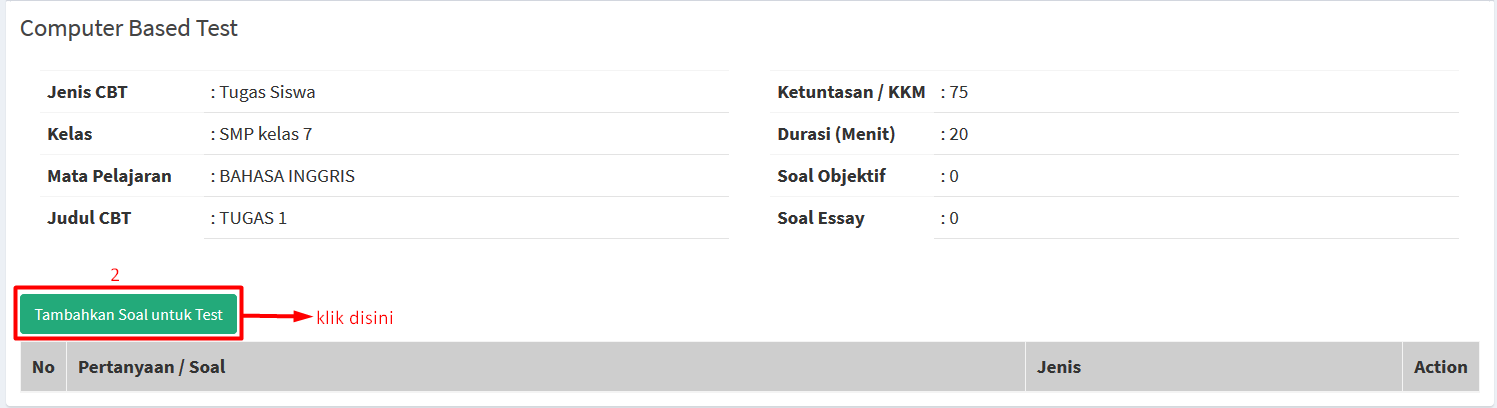 Computer Based Test
Jenis CBT : Tugas Siswa
Kelas : SMP kelas 7
Mata Pelajaran : BAHASA INGGRIS
Judul CBT : TUGAS 1
Ketuntasan / KKM : 75
Durasi (Menit) : 20
Soal Objektif : 0
Soal Essay : 0
2
Tambahkan Soal untuk Test klik disini
No Pertanyaan / Soal Jenis Action